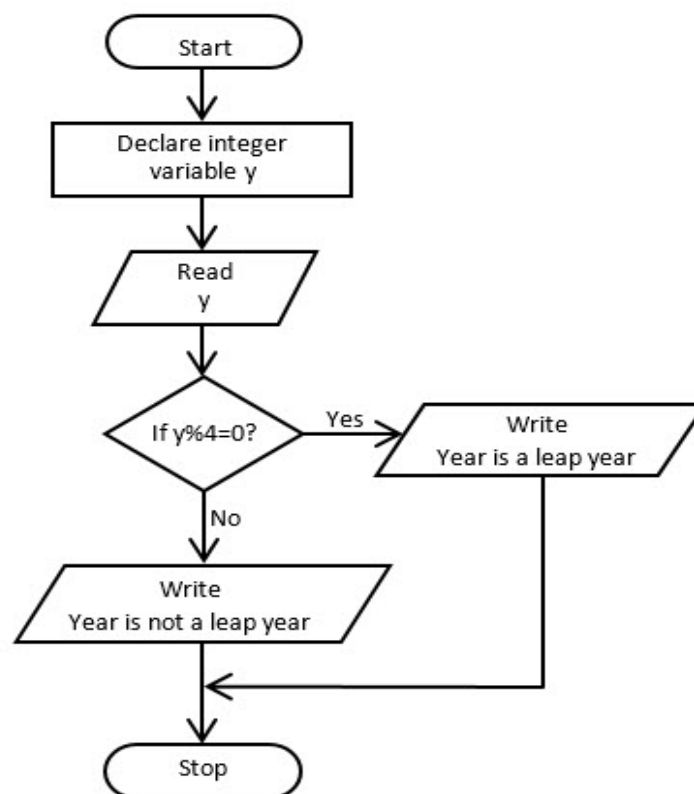 Start
Declare integer
variable y
Read
y
If y%4=0?
Yes
Write
Year is a leap year
No
Write
Year is not a leap year
Stop